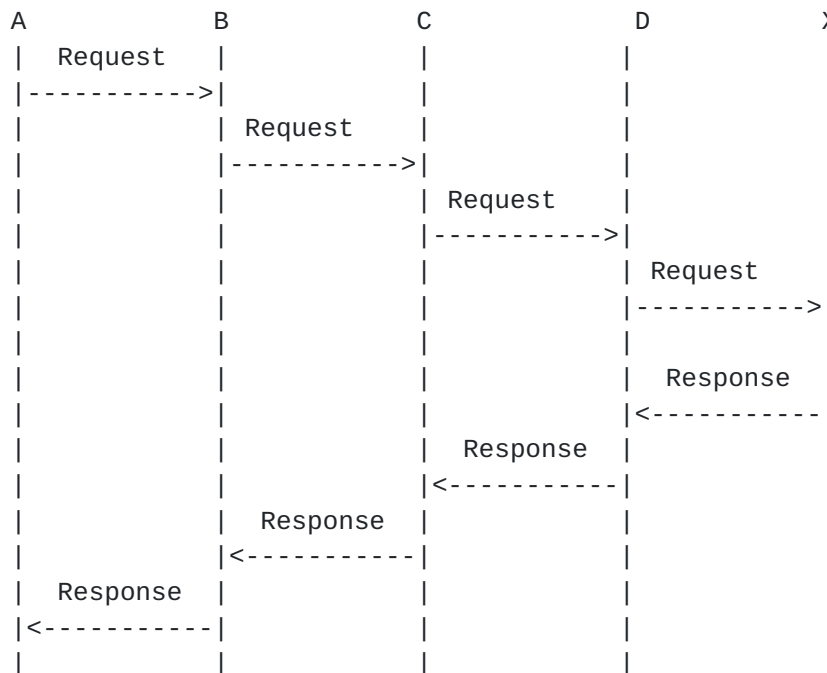 A B C D X
| Request | | |
|----------->| | |
| | Request | |
| |----------->| |
| | | Request |
| | |----------->|
| | | | Request
| | | |----------->
| | | |
| | | | Response
| | | |<-----------
| | | Response |
| | |<-----------|
| | Response | |
| |<-----------| |
| Response | | |
|<-----------| | |
| | | |